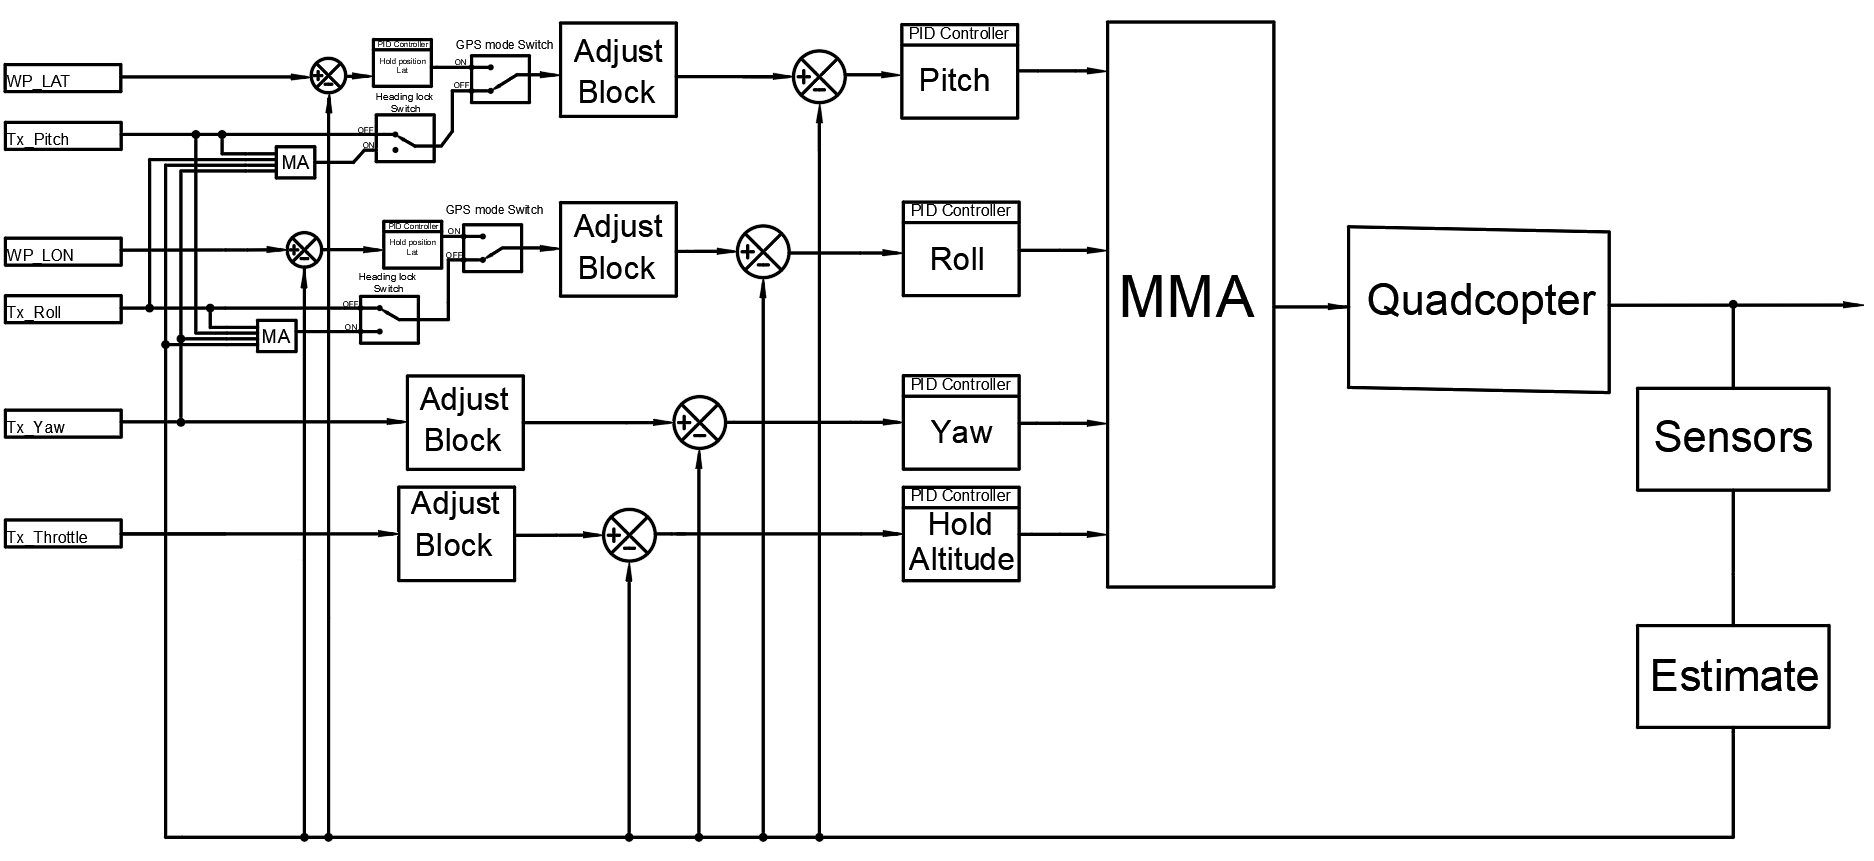 WP_LAT
+
−
PID Controller
Hold position
Lat
GPS mode Switch
ON
OFF
Adjust
Block
+
−
PID Controller
Pitch
Tx_Pitch
Heading lock
Switch
OFF
ON
MA
WP_LON
+
−
PID Controller
Hold position
Lat
GPS mode Switch
ON
OFF
Adjust
Block
+
−
PID Controller
Roll
Tx_Roll
Heading lock
Switch
OFF
ON
MA
Tx_Yaw
Adjust
Block
+
−
PID Controller
Yaw
Tx_Throttle
Adjust
Block
+
−
PID Controller
Hold
Altitude
MMA
Quadcopter
Sensors
Estimate